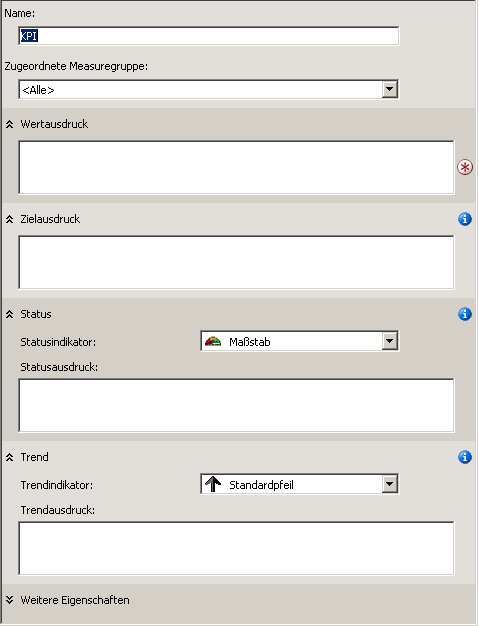 Name:
KPI
Zugeordnete Measuregruppe:
<Alle>
Wertausdruck
Zielausdruck
Status
Statusindikator: Maßstab
Statusausdruck:
Trend
Trendindikator: Standardpfeil
Trendausdruck:
Weitere Eigenschaften